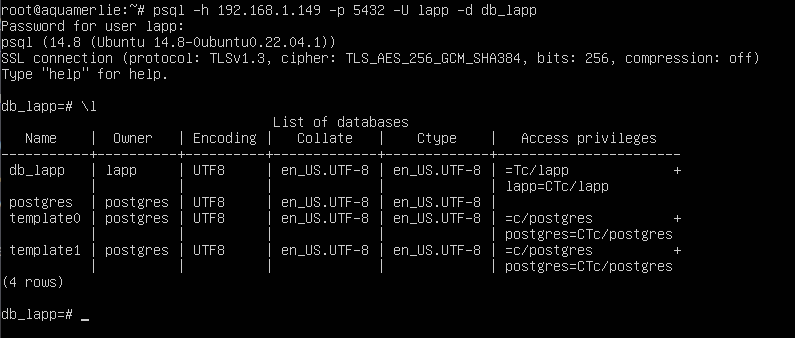 root@aquamerlie:~# psql -h 192.168.1.149 -p 5432 -U lapp -d db_lapp
Password for user lapp:
psql (14.8 (Ubuntu 14.8-0ubuntu0.22.04.1))
SSL connection (protocol: TLSv1.3, cipher: TLS_AES_256_GCM_SHA384, bits: 256, compression: off)
Type "help" for help.

db_lapp=# \l
                                  List of databases
   Name    |  Owner   | Encoding |   Collate   |    Ctype    |   Access privileges
-----------+----------+----------+-------------+-------------+-----------------------
 db_lapp   | lapp     | UTF8     | en_US.UTF-8 | en_US.UTF-8 | =Tc/lapp             +
           |          |          |             |             | lapp=CTc/lapp
 postgres  | postgres | UTF8     | en_US.UTF-8 | en_US.UTF-8 |
 template0 | postgres | UTF8     | en_US.UTF-8 | en_US.UTF-8 | =c/postgres          +
           |          |          |             |             | postgres=CTc/postgres
 template1 | postgres | UTF8     | en_US.UTF-8 | en_US.UTF-8 | =c/postgres          +
           |          |          |             |             | postgres=CTc/postgres
(4 rows)

db_lapp=# _